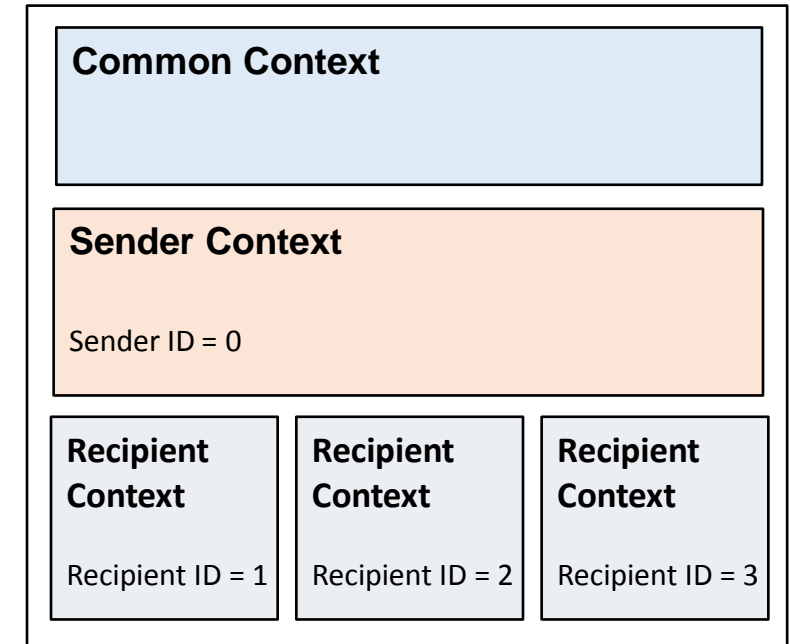 Common Context
Sender Context
Sender ID = 0
Recipient
Context
Recipient ID = 1
Recipient
Context
Recipient ID = 2
Recipient
Context
Recipient ID = 3